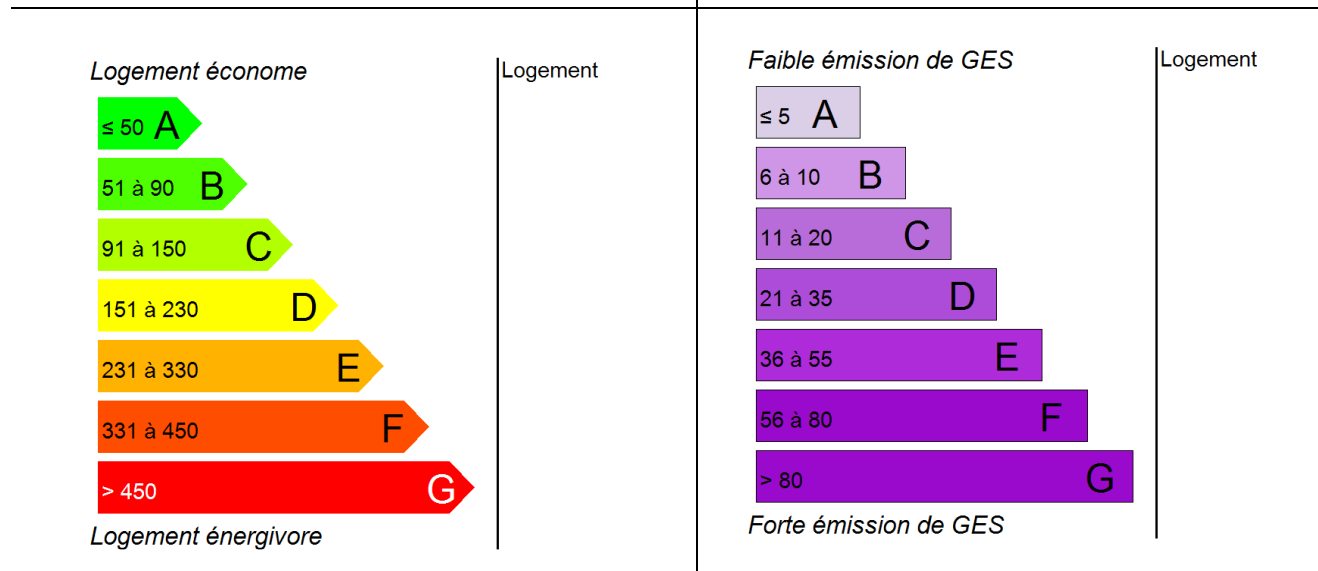 Logement économe
Logement
≤ 50 A
51 à 90 B
91 à 150 C
151 à 230 D
231 à 330 E
331 à 450 F
> 450 G
Logement énergivore
Faible émission de GES
Logement
≤ 5 A
6 à 10 B
11 à 20 C
21 à 35 D
36 à 55 E
56 à 80 F
> 80 G
Forte émission de GES